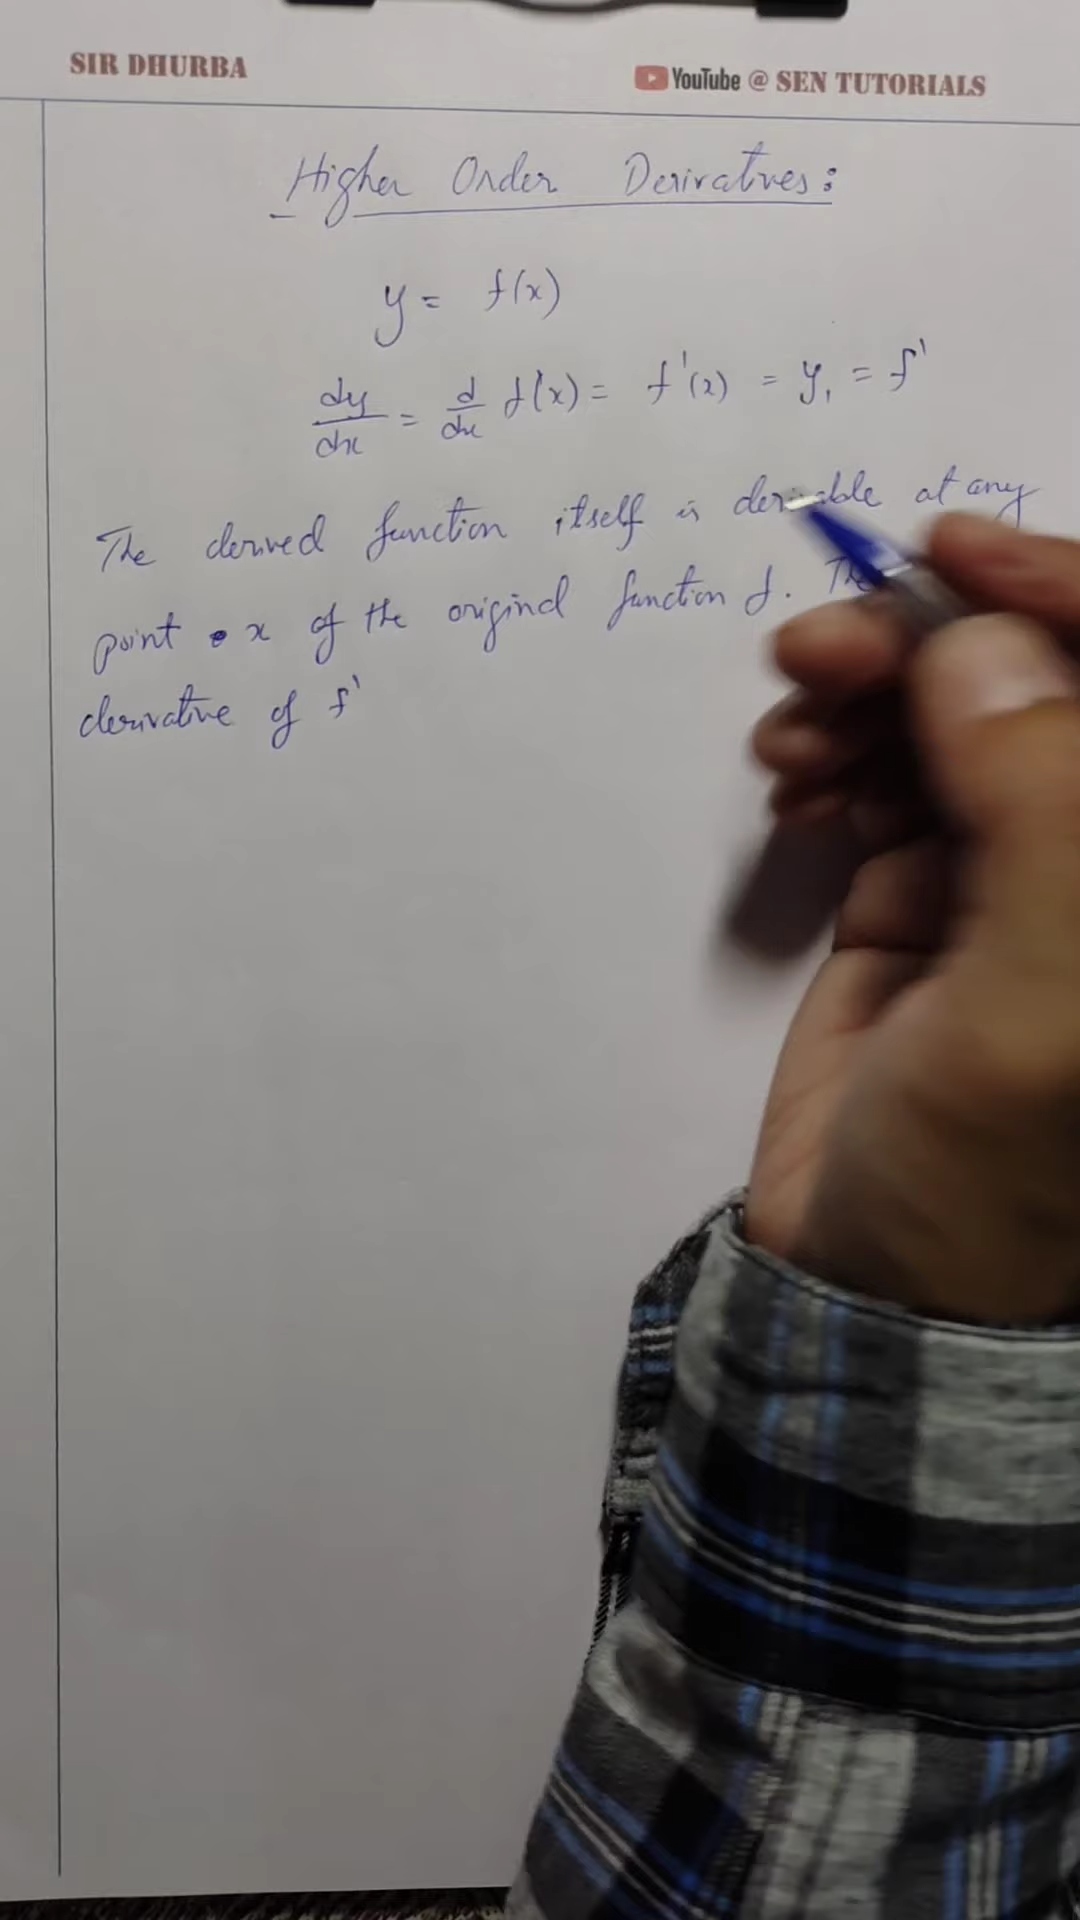 SIR DHURBA
YouTube @ SEN TUTORIALS
Higher Order Derivatives:
y = f(x)
dy/dx = d/dx f(x) = f'(x) = y₁ = f'
The derived function itself is derivable at any
point x of the original function f. The
derivative of f'